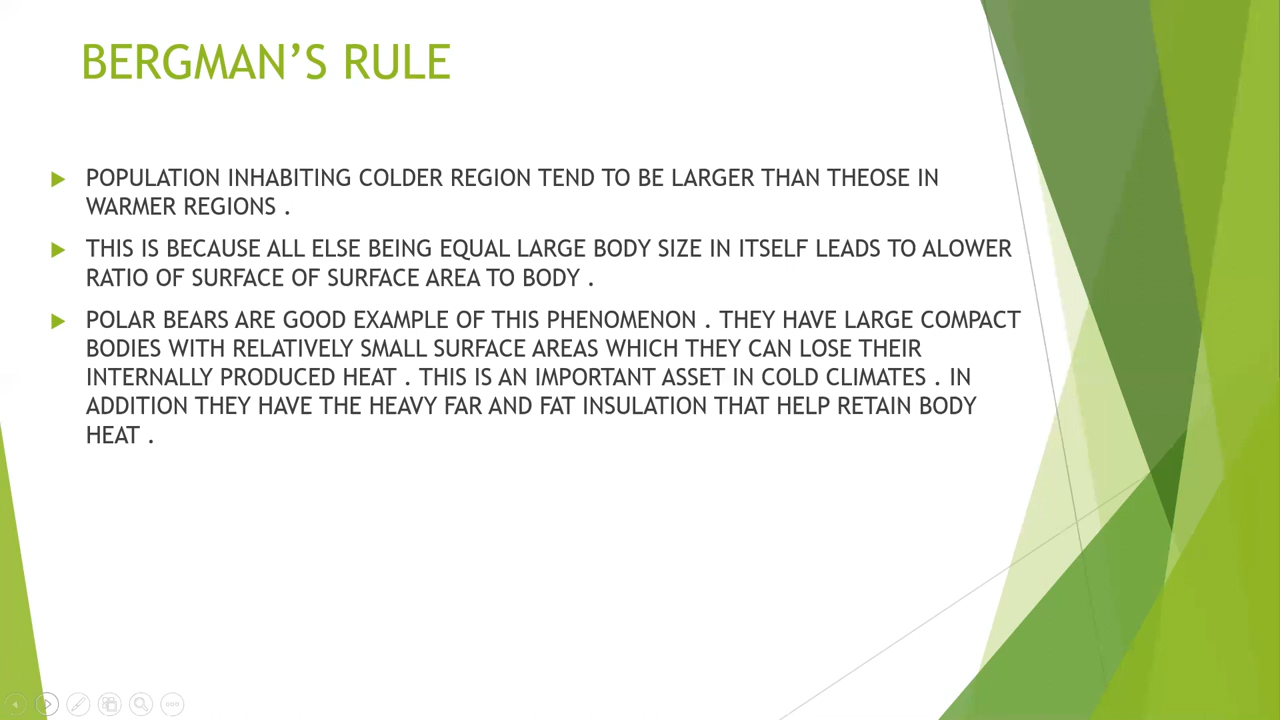 BERGMAN’S RULE
POPULATION INHABITING COLDER REGION TEND TO BE LARGER THAN THEOSE IN
WARMER REGIONS .
THIS IS BECAUSE ALL ELSE BEING EQUAL LARGE BODY SIZE IN ITSELF LEADS TO ALOWER
RATIO OF SURFACE OF SURFACE AREA TO BODY .
POLAR BEARS ARE GOOD EXAMPLE OF THIS PHENOMENON . THEY HAVE LARGE COMPACT
BODIES WITH RELATIVELY SMALL SURFACE AREAS WHICH THEY CAN LOSE THEIR
INTERNALLY PRODUCED HEAT . THIS IS AN IMPORTANT ASSET IN COLD CLIMATES . IN
ADDITION THEY HAVE THE HEAVY FAR AND FAT INSULATION THAT HELP RETAIN BODY
HEAT .